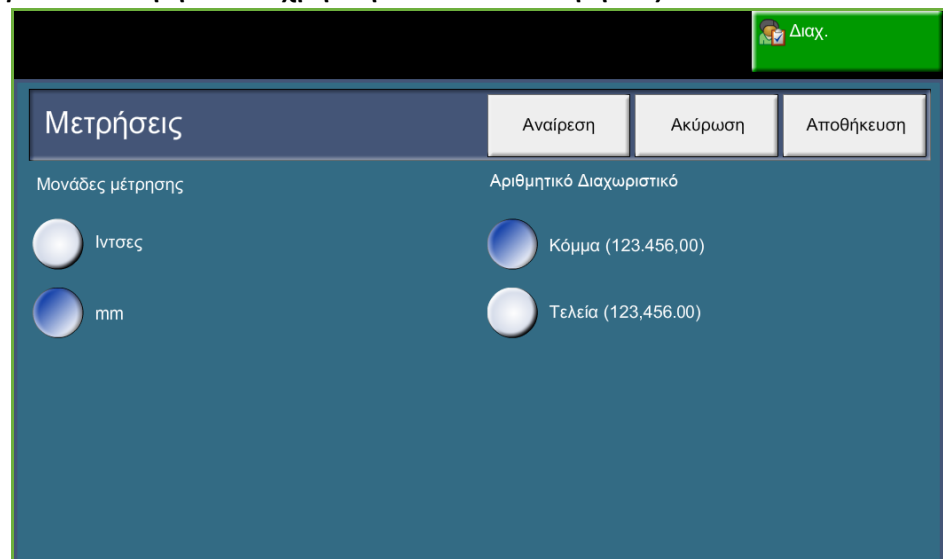 Διαχ.
Μετρήσεις
Αναίρεση
Ακύρωση
Αποθήκευση
Μονάδες μέτρησης
Αριθμητικό Διαχωριστικό
Ιντσες
Κόμμα (123.456,00)
mm
Τελεία (123,456.00)